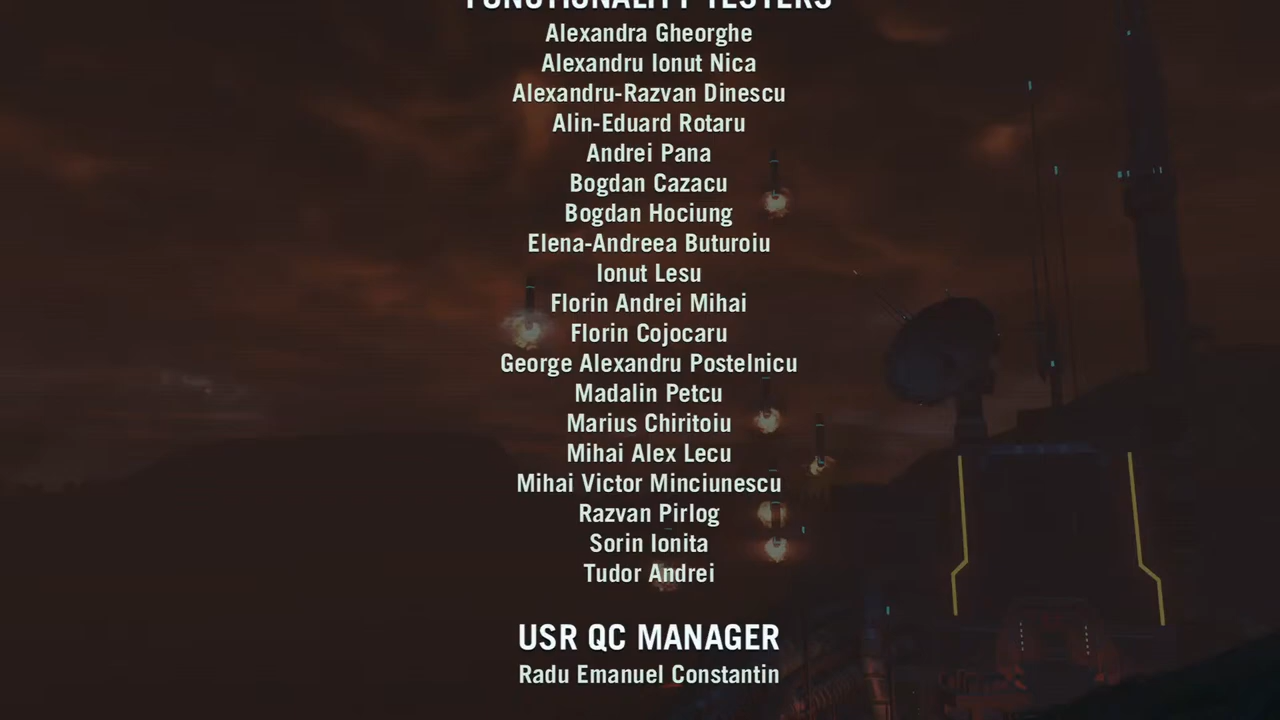 FUNCTIONALITY TESTERS
Alexandra Gheorghe
Alexandru Ionut Nica
Alexandru-Razvan Dinescu
Alin-Eduard Rotaru
Andrei Pana
Bogdan Cazacu
Bogdan Hociung
Elena-Andreea Buturoiu
Ionut Lesu
Florin Andrei Mihai
Florin Cojocaru
George Alexandru Postelnicu
Madalin Petcu
Marius Chiritoiu
Mihai Alex Lecu
Mihai Victor Minciunescu
Razvan Pirlog
Sorin Ionita
Tudor Andrei
USR QC MANAGER
Radu Emanuel Constantin